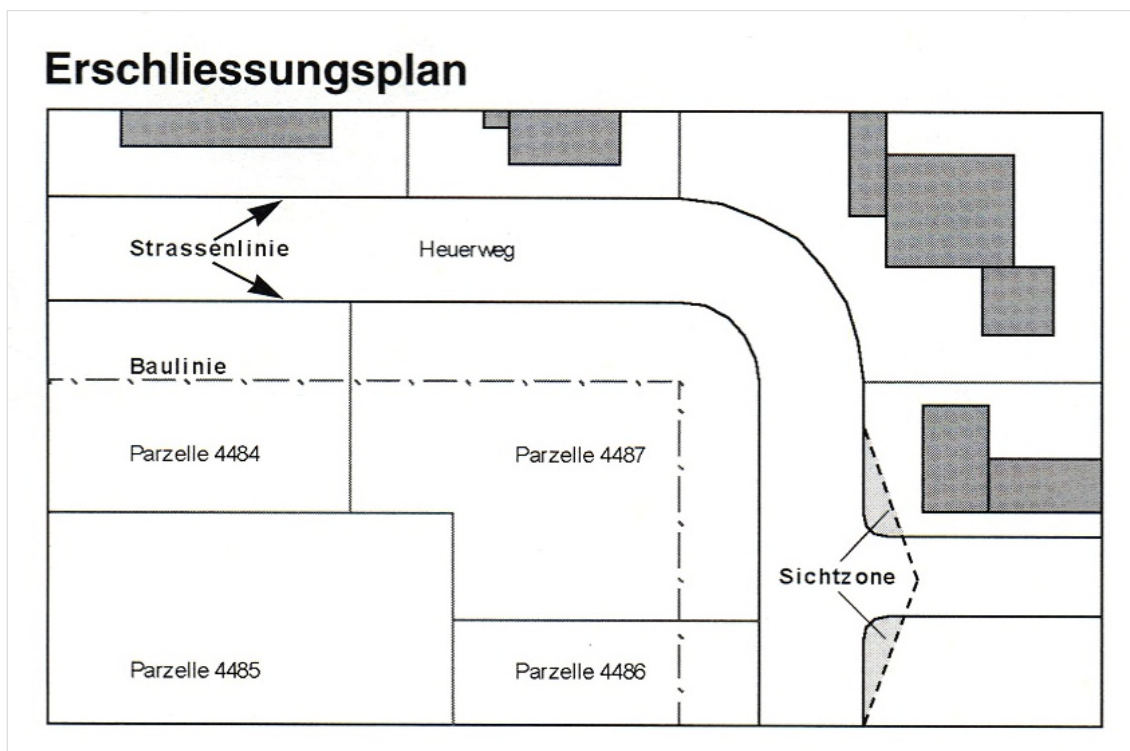 Erschliessungsplan
Strassenlinie
Heuerweg
Baulinie
Parzelle 4484
Parzelle 4487
Sichtzone
Parzelle 4485
Parzelle 4486